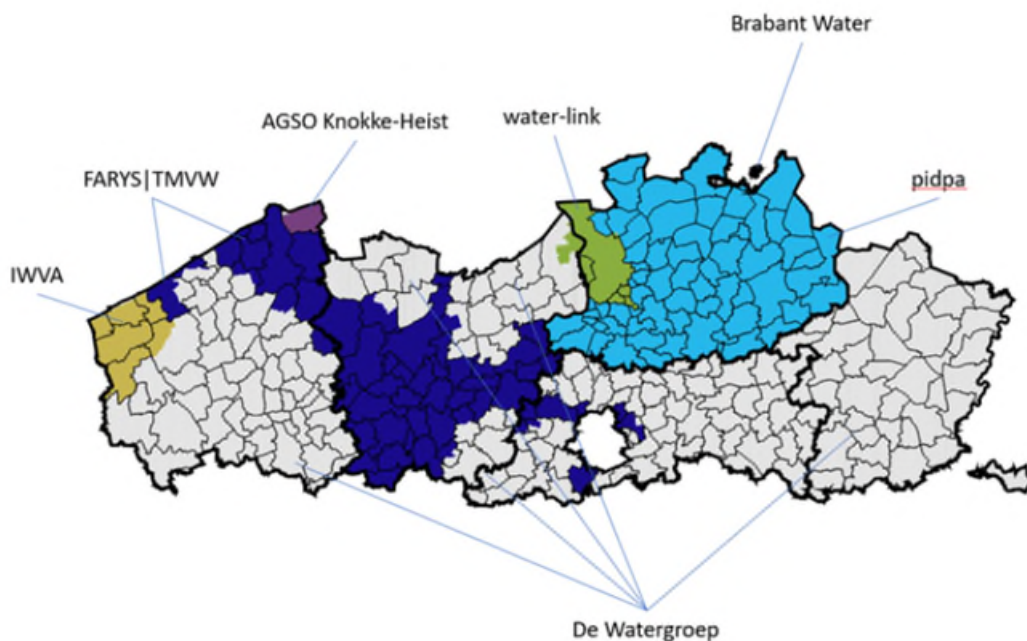 Brabant Water
AGSO Knokke-Heist
water-link
FARYS|TMVW
pidpa
IWVA
De Watergroep